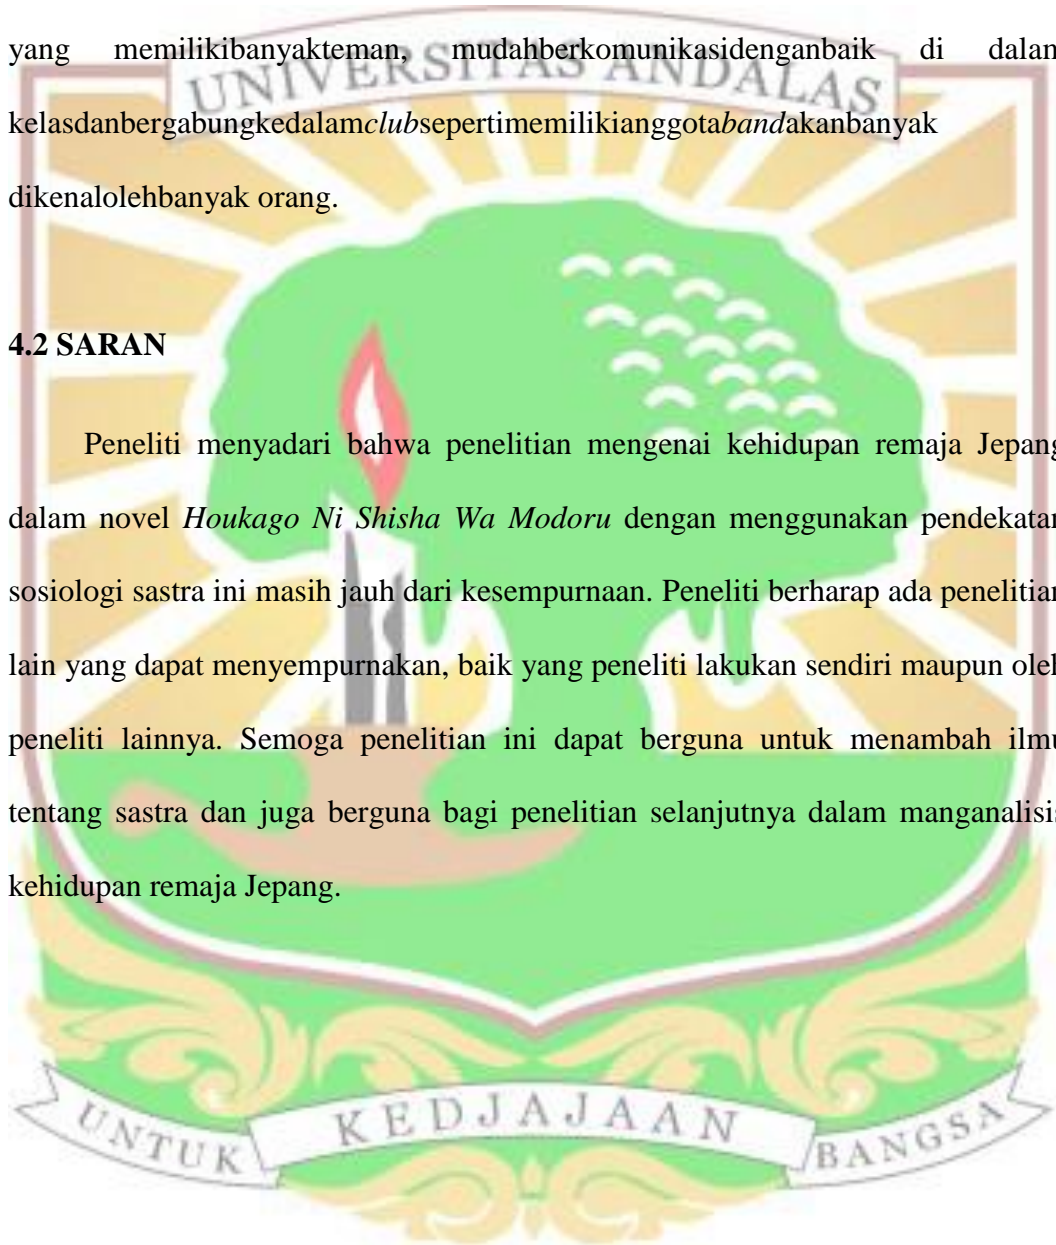 yang memilikibanyakteman, mudahberkomunikasidenganbaik di dalam
UNIVERSITAS ANDALAS
kelasdanbergabungkedalamclubsepertimemilikianggotabandakanbanyak
dikenalolehbanyak orang.
4.2 SARAN
Peneliti menyadari bahwa penelitian mengenai kehidupan remaja Jepang
dalam novel Houkago Ni Shisha Wa Modoru dengan menggunakan pendekatan
sosiologi sastra ini masih jauh dari kesempurnaan. Peneliti berharap ada penelitian
lain yang dapat menyempurnakan, baik yang peneliti lakukan sendiri maupun oleh
peneliti lainnya. Semoga penelitian ini dapat berguna untuk menambah ilmu
tentang sastra dan juga berguna bagi penelitian selanjutnya dalam manganalisis
kehidupan remaja Jepang.
UNTUK KEDJAJAAN BANGSA